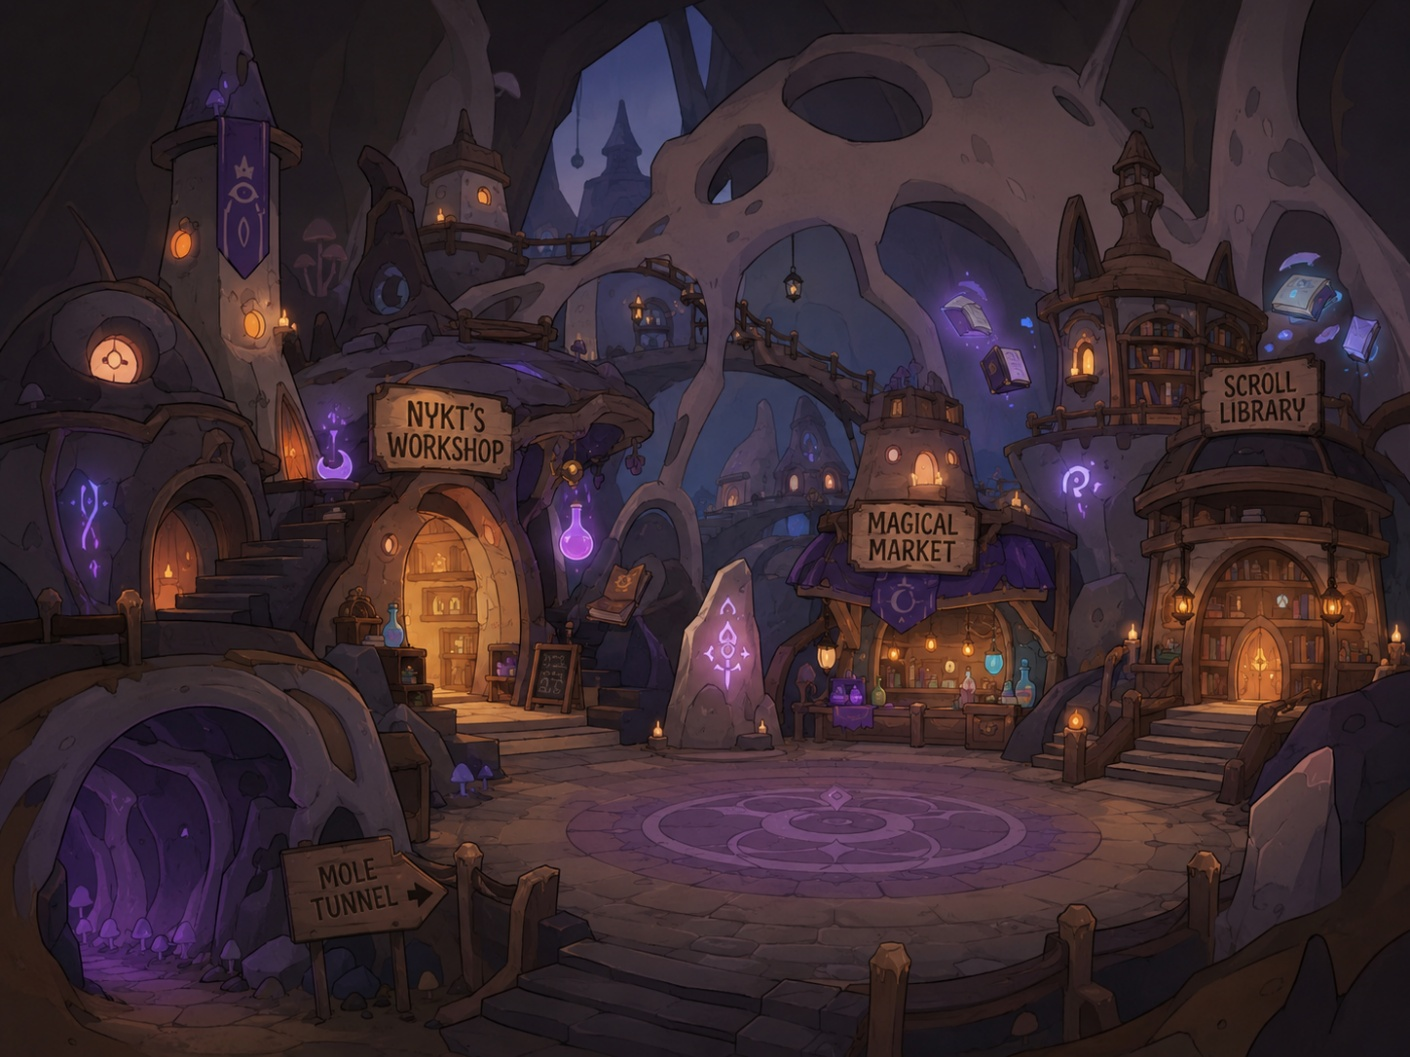 NYKT'S
WORKSHOP
MAGICAL
MARKET
SCROLL
LIBRARY
MOLE
TUNNEL